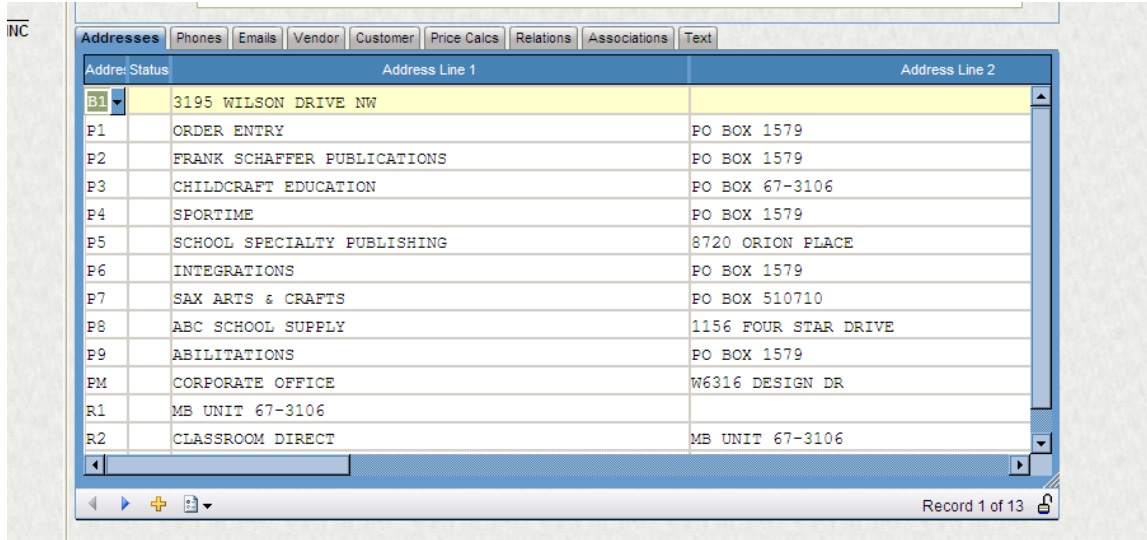 INC
Addresses Phones Emails Vendor Customer Price Calcs Relations Associations Text
Addres Status Address Line 1 Address Line 2
B1 3195 WILSON DRIVE NW
P1 ORDER ENTRY PO BOX 1579
P2 FRANK SCHAFFER PUBLICATIONS PO BOX 1579
P3 CHILDCRAFT EDUCATION PO BOX 67-3106
P4 SPORTIME PO BOX 1579
P5 SCHOOL SPECIALTY PUBLISHING 8720 ORION PLACE
P6 INTEGRATIONS PO BOX 1579
P7 SAX ARTS & CRAFTS PO BOX 510710
P8 ABC SCHOOL SUPPLY 1156 FOUR STAR DRIVE
P9 ABILITATIONS PO BOX 1579
PM CORPORATE OFFICE W6316 DESIGN DR
R1 MB UNIT 67-3106
R2 CLASSROOM DIRECT MB UNIT 67-3106
Record 1 of 13